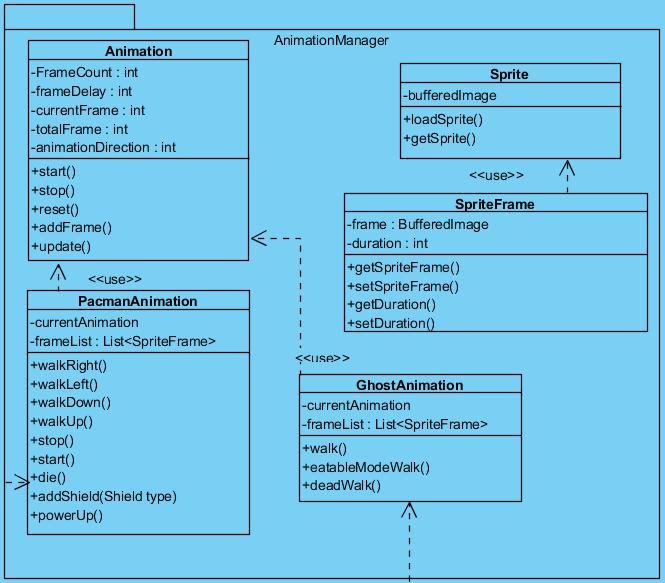 AnimationManager
Animation
-FrameCount : int
-frameDelay : int
-currentFrame : int
-totalFrame : int
-animationDirection : int
+start()
+stop()
+reset()
+addFrame()
+update()
Sprite
-bufferedImage
+loadSprite()
+getSprite()
<<use>>
SpriteFrame
-frame : BufferedImage
-duration : int
+getSpriteFrame()
+setSpriteFrame()
+getDuration()
+setDuration()
<<use>>
PacmanAnimation
-currentAnimation
-frameList : List<SpriteFrame>
+walkRight()
+walkLeft()
+walkDown()
+walkUp()
+stop()
+start()
+die()
+addShield(Shield type)
+powerUp()
<<use>>
GhostAnimation
-currentAnimation
-frameList : List<SpriteFrame>
+walk()
+eatableModeWalk()
+deadWalk()